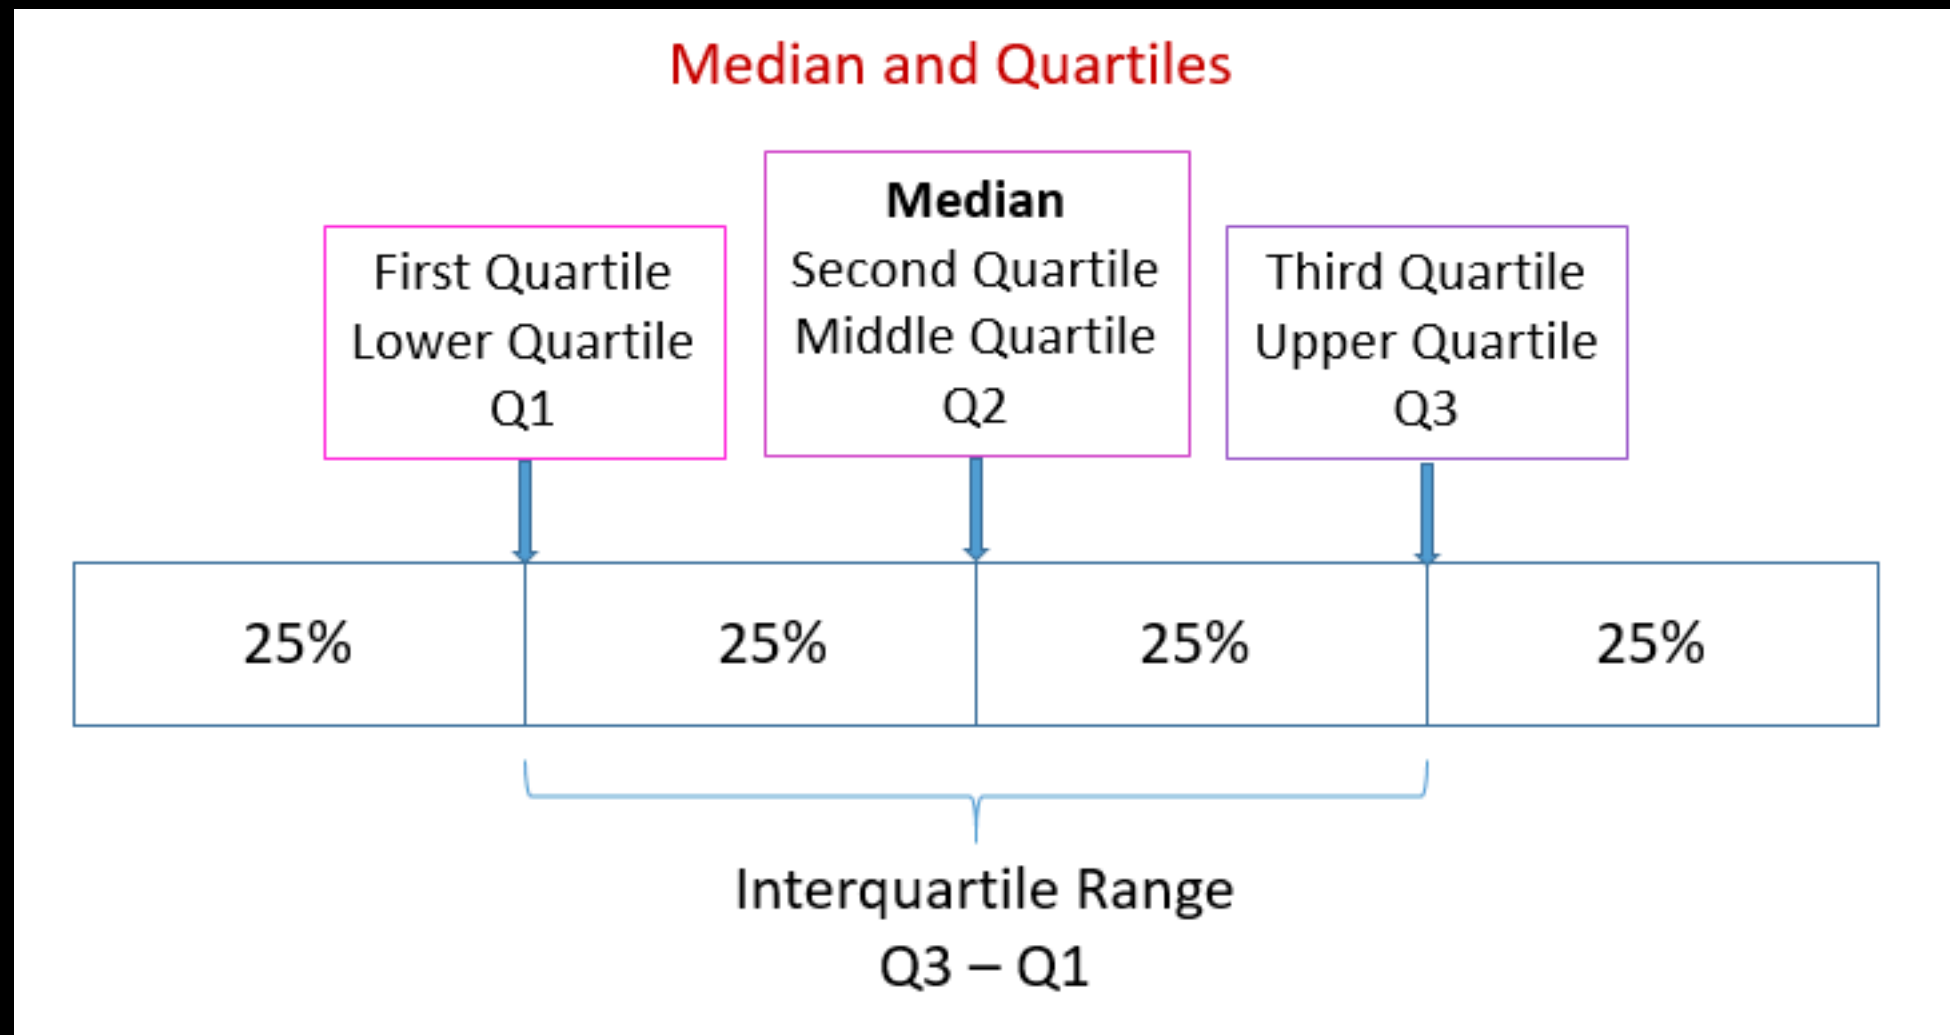 Median and Quartiles
First Quartile
Lower Quartile
Q1
Median
Second Quartile
Middle Quartile
Q2
Third Quartile
Upper Quartile
Q3
25%
25%
25%
25%
Interquartile Range
Q3 – Q1